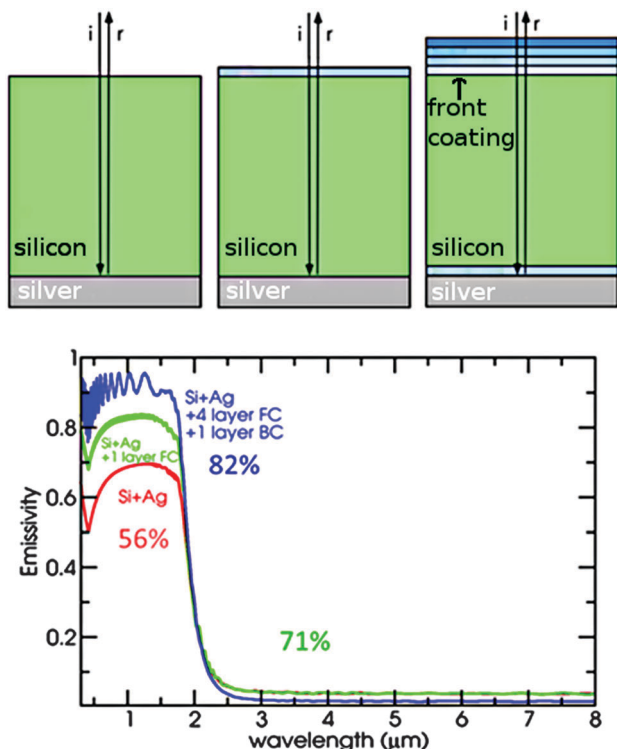 i r
silicon
silver
i r
silicon
silver
i r
front
coating
silicon
silver
1
0.8
0.6
0.4
0.2
Emissivity
Si+Ag
+4 layer FC
+1 layer BC
82%
Si+Ag
+1 layer FC
Si+Ag
56%
71%
1 2 3 4 5 6 7 8
wavelength (μm)